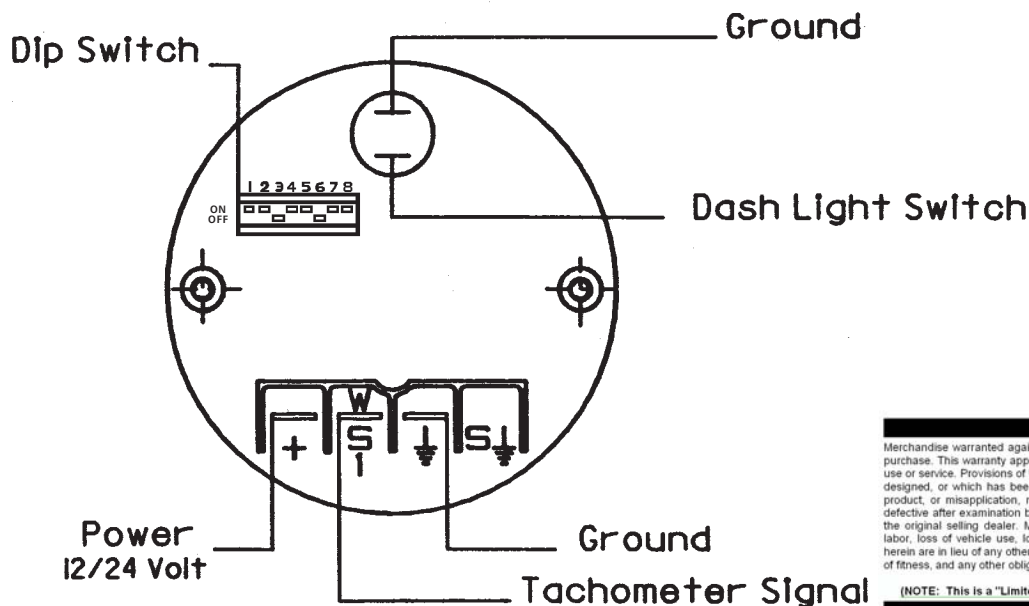 Ground
Dip Switch
1 2 3 4 5 6 7 8
ON
OFF
Dash Light Switch
W
+ S S
1
Power
12/24 Volt
Ground
Tachometer Signal
Merchandise warranted agai
purchase. This warranty app
use or service. Provisions of
designed, or which has bee
product, or misapplication, r
defective after examination b
the original selling dealer. M
labor, loss of vehicle use, lo
herein are in lieu of any other
of fitness, and any other oblig
(NOTE: This is a "Limit